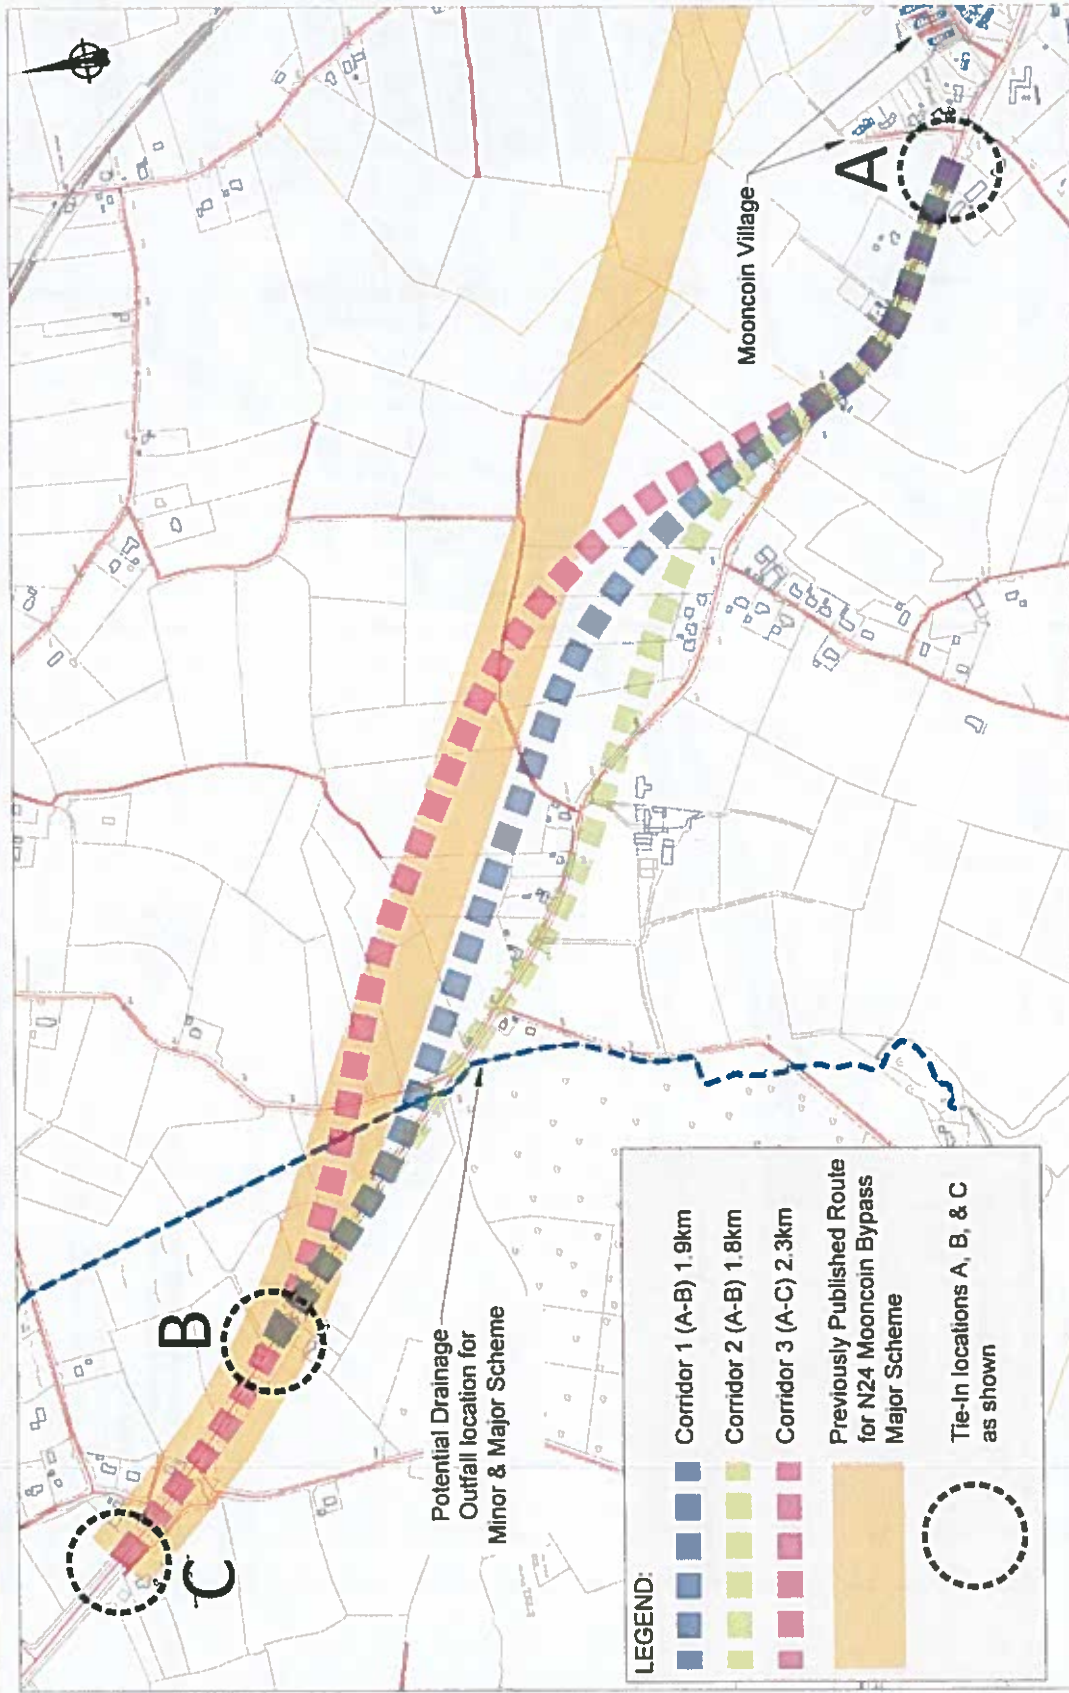 C
B
A
Mooncoin Village
Potential Drainage
Outfall location for
Minor & Major Scheme
LEGEND:
Corridor 1 (A-B) 1.9km
Corridor 2 (A-B) 1.8km
Corridor 3 (A-C) 2.3km
Previously Published Route
for N24 Mooncoin Bypass
Major Scheme
Tie-In locations A, B, & C
as shown